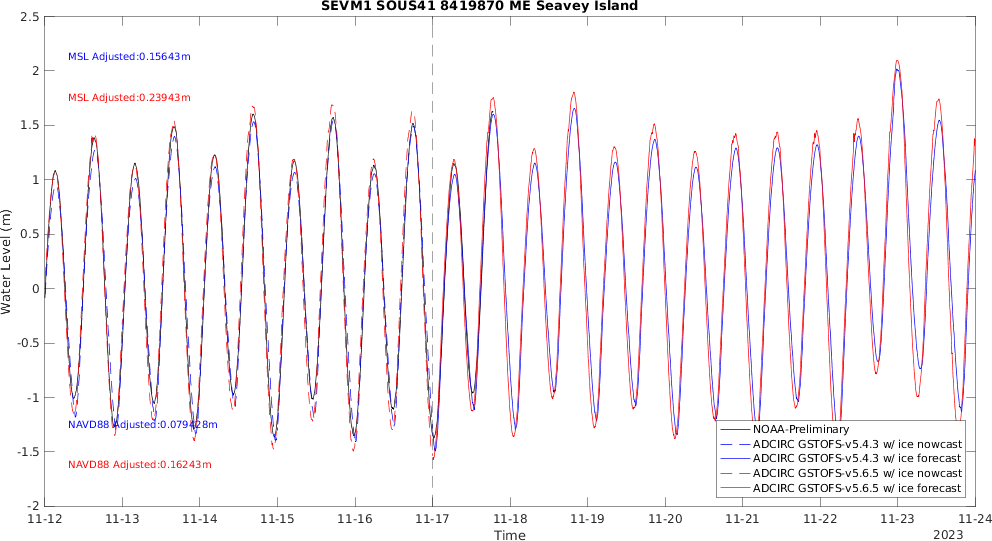 SEVM1 SOUS41 8419870 ME Seavey Island
2.5
2
1.5
1
0.5
0
-0.5
-1
-1.5
-2
Water Level (m)
MSL Adjusted:0.15643m
MSL Adjusted:0.23943m
NAVD88 Adjusted:0.079428m
NAVD88 Adjusted:0.16243m
NOAA-Preliminary
ADCIRC GSTOFS-v5.4.3 w/ ice nowcast
ADCIRC GSTOFS-v5.4.3 w/ ice forecast
ADCIRC GSTOFS-v5.6.5 w/ ice nowcast
ADCIRC GSTOFS-v5.6.5 w/ ice forecast
11-12 11-13 11-14 11-15 11-16 11-17 11-18 11-19 11-20 11-21 11-22 11-23 11-24
Time
2023